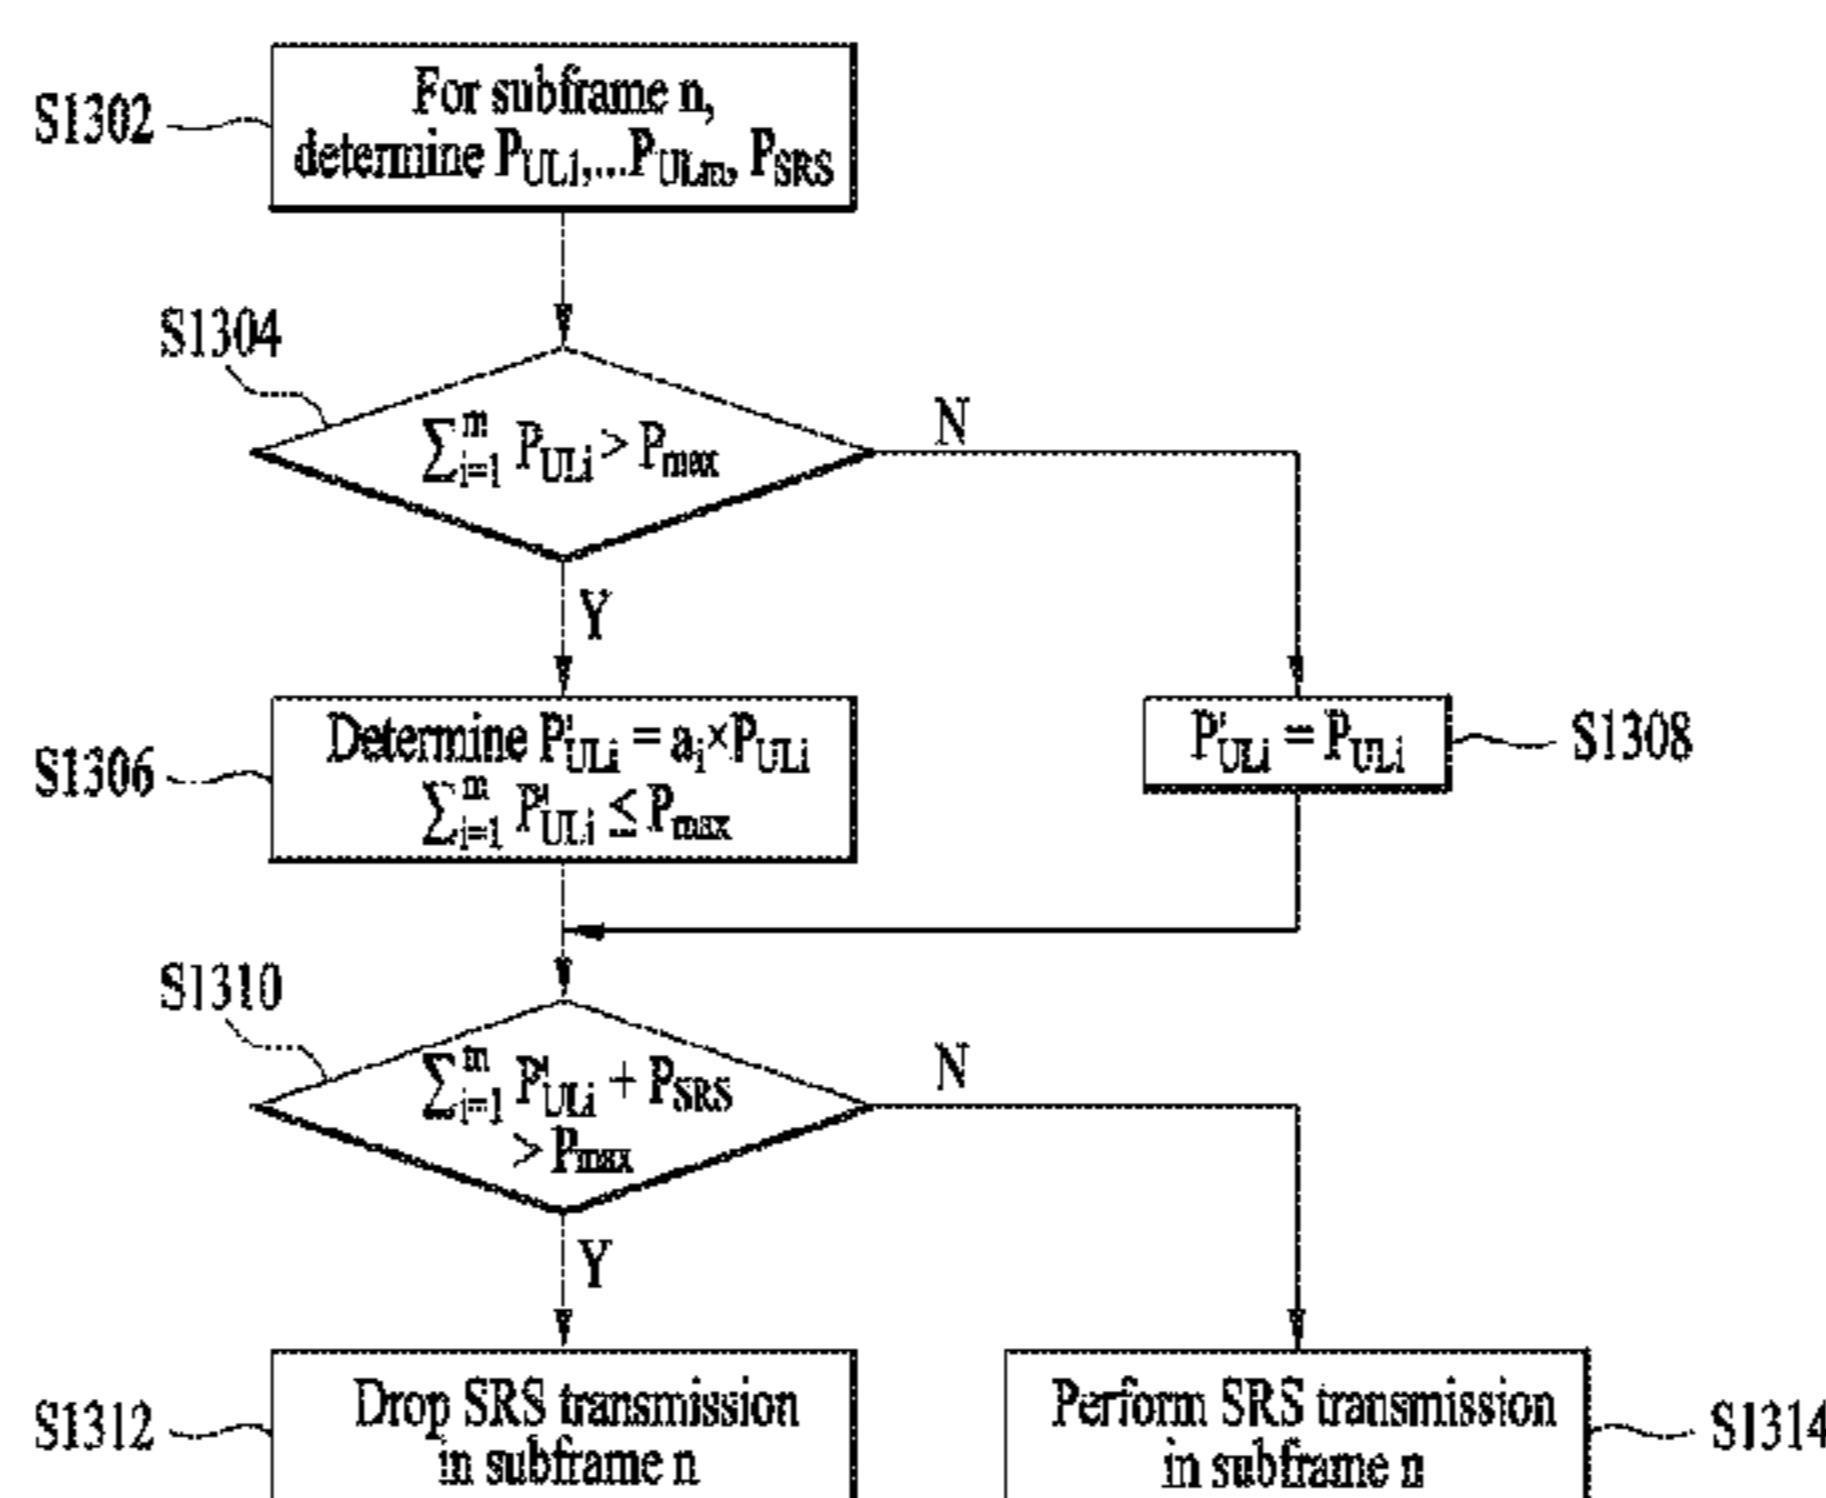 S1302
For subframe n,
determine P_UL1,...P_ULm, P_SRS
S1304
∑_{i=1}^{m} P_ULi > P_max
N
Y
S1306
Determine P'_ULi = a_i×P_ULi
∑_{i=1}^{m} P'_ULi ≤ P_max
P'_ULi = P_ULi
S1308
S1310
∑_{i=1}^{m} P'_ULi + P_SRS
> P_max
N
Y
S1312
Drop SRS transmission
in subframe n
Perform SRS transmission
in subframe n
S1314